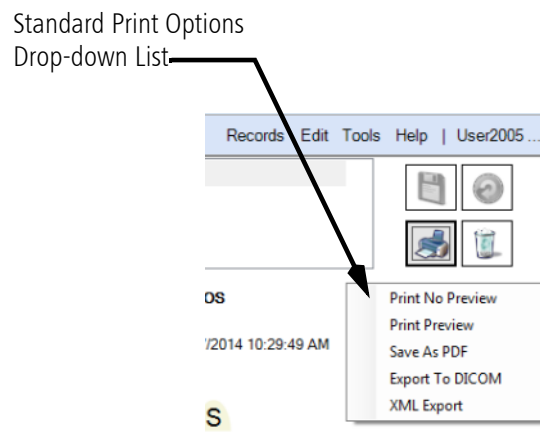 Standard Print Options
Drop-down List
Records Edit Tools Help | User2005 ...
os
/2014 10:29:49 AM
S
Print No Preview
Print Preview
Save As PDF
Export To DICOM
XML Export